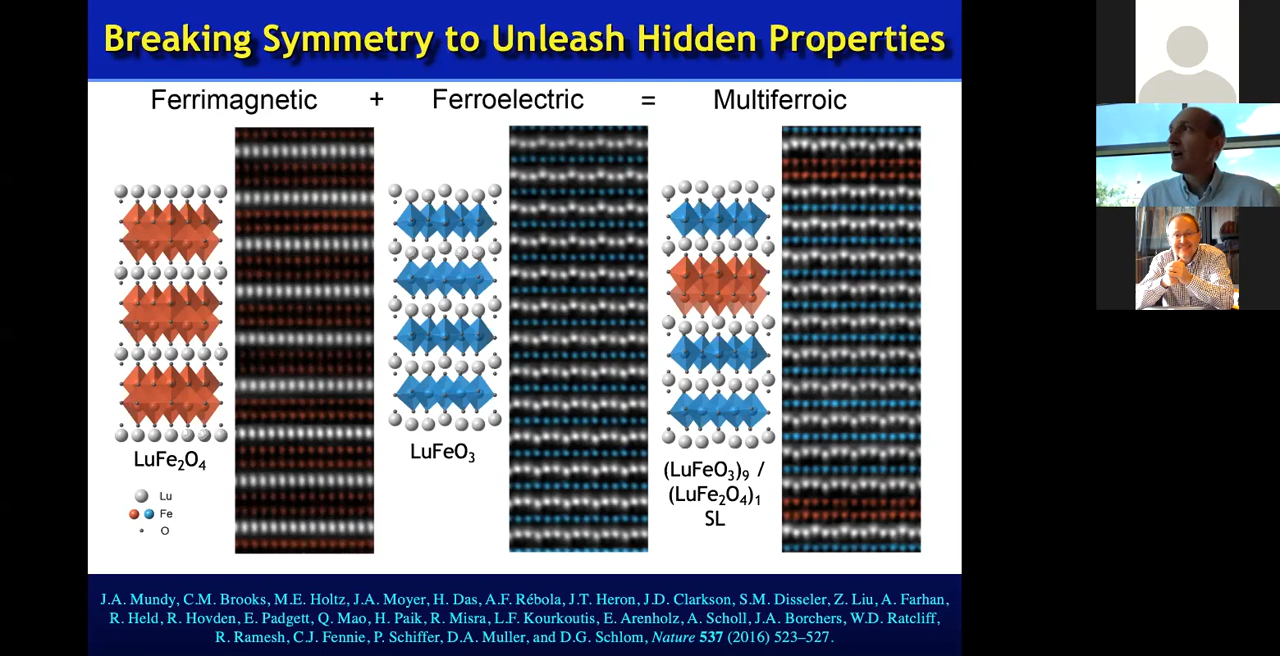 Breaking Symmetry to Unleash Hidden Properties
Ferrimagnetic + Ferroelectric = Multiferroic
LuFe₂O₄
LuFeO₃
(LuFeO₃)₉ /
(LuFe₂O₄)₁
SL
Lu
Fe
O
J.A. Mundy, C.M. Brooks, M.E. Holtz, J.A. Moyer, H. Das, A.F. Rébola, J.T. Heron, J.D. Clarkson, S.M. Disseler, Z. Liu, A. Farhan,
R. Held, R. Hovden, E. Padgett, Q. Mao, H. Paik, R. Misra, L.F. Kourkoutis, E. Arenholz, A. Scholl, J.A. Borchers, W.D. Ratcliff,
R. Ramesh, C.J. Fennie, P. Schiffer, D.A. Muller, and D.G. Schlom, Nature 537 (2016) 523–527.